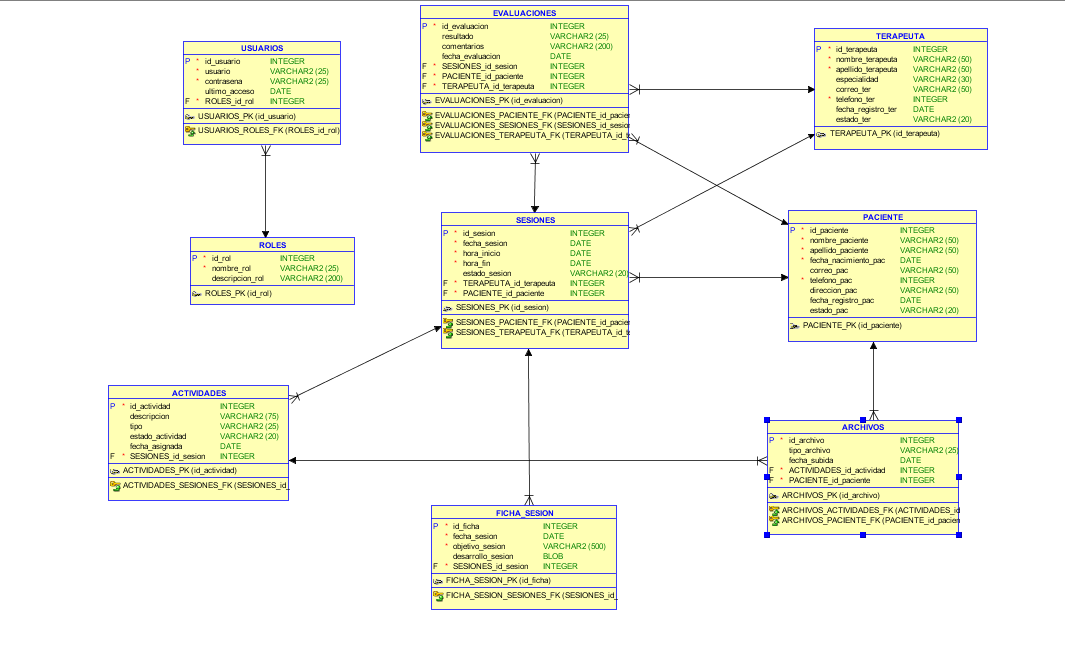 USUARIOS
P * id_usuario INTEGER
* usuario VARCHAR2 (25)
* contrasena VARCHAR2 (25)
ultimo_acceso DATE
F * ROLES_id_rol INTEGER
USUARIOS_PK (id_usuario)
USUARIOS_ROLES_FK (ROLES_id_rol)
EVALUACIONES
P * id_evaluacion INTEGER
resultado VARCHAR2 (25)
comentarios VARCHAR2 (200)
fecha_evaluacion DATE
F * SESIONES_id_sesion INTEGER
F * PACIENTE_id_paciente INTEGER
F * TERAPEUTA_id_terapeuta INTEGER
EVALUACIONES_PK (id_evaluacion)
EVALUACIONES_PACIENTE_FK (PACIENTE_id_pacie
EVALUACIONES_SESIONES_FK (SESIONES_id_sesio
EVALUACIONES_TERAPEUTA_FK (TERAPEUTA_id_t
TERAPEUTA
P * id_terapeuta INTEGER
* nombre_terapeuta VARCHAR2 (50)
* apellido_terapeuta VARCHAR2 (50)
especialidad VARCHAR2 (30)
correo_ter VARCHAR2 (50)
* telefono_ter INTEGER
fecha_registro_ter DATE
estado_ter VARCHAR2 (20)
TERAPEUTA_PK (id_terapeuta)
ROLES
P * id_rol INTEGER
* nombre_rol VARCHAR2 (25)
descripcion_rol VARCHAR2 (200)
ROLES_PK (id_rol)
SESIONES
P * id_sesion INTEGER
* fecha_sesion DATE
* hora_inicio DATE
* hora_fin DATE
estado_sesion VARCHAR2 (20)
F * TERAPEUTA_id_terapeuta INTEGER
F * PACIENTE_id_paciente INTEGER
SESIONES_PK (id_sesion)
SESIONES_PACIENTE_FK (PACIENTE_id_pacie
SESIONES_TERAPEUTA_FK (TERAPEUTA_id_t
PACIENTE
P * id_paciente INTEGER
* nombre_paciente VARCHAR2 (50)
* apellido_paciente VARCHAR2 (50)
* fecha_nacimiento_pac DATE
correo_pac VARCHAR2 (50)
* telefono_pac INTEGER
direccion_pac VARCHAR2 (50)
fecha_registro_pac DATE
estado_pac VARCHAR2 (20)
PACIENTE_PK (id_paciente)
ACTIVIDADES
P * id_actividad INTEGER
descripcion VARCHAR2 (75)
tipo VARCHAR2 (25)
estado_actividad VARCHAR2 (20)
fecha_asignada DATE
F * SESIONES_id_sesion INTEGER
ACTIVIDADES_PK (id_actividad)
ACTIVIDADES_SESIONES_FK (SESIONES_id_
ARCHIVOS
P * id_archivo INTEGER
tipo_archivo VARCHAR2 (25)
fecha_subida DATE
F * ACTIVIDADES_id_actividad INTEGER
F * PACIENTE_id_paciente INTEGER
ARCHIVOS_PK (id_archivo)
ARCHIVOS_ACTIVIDADES_FK (ACTIVIDADES_id
ARCHIVOS_PACIENTE_FK (PACIENTE_id_pacien
FICHA_SESION
P * id_ficha INTEGER
* fecha_sesion DATE
* objetivo_sesion VARCHAR2 (500)
desarrollo_sesion BLOB
F * SESIONES_id_sesion INTEGER
FICHA_SESION_PK (id_ficha)
FICHA_SESION_SESIONES_FK (SESIONES_id_